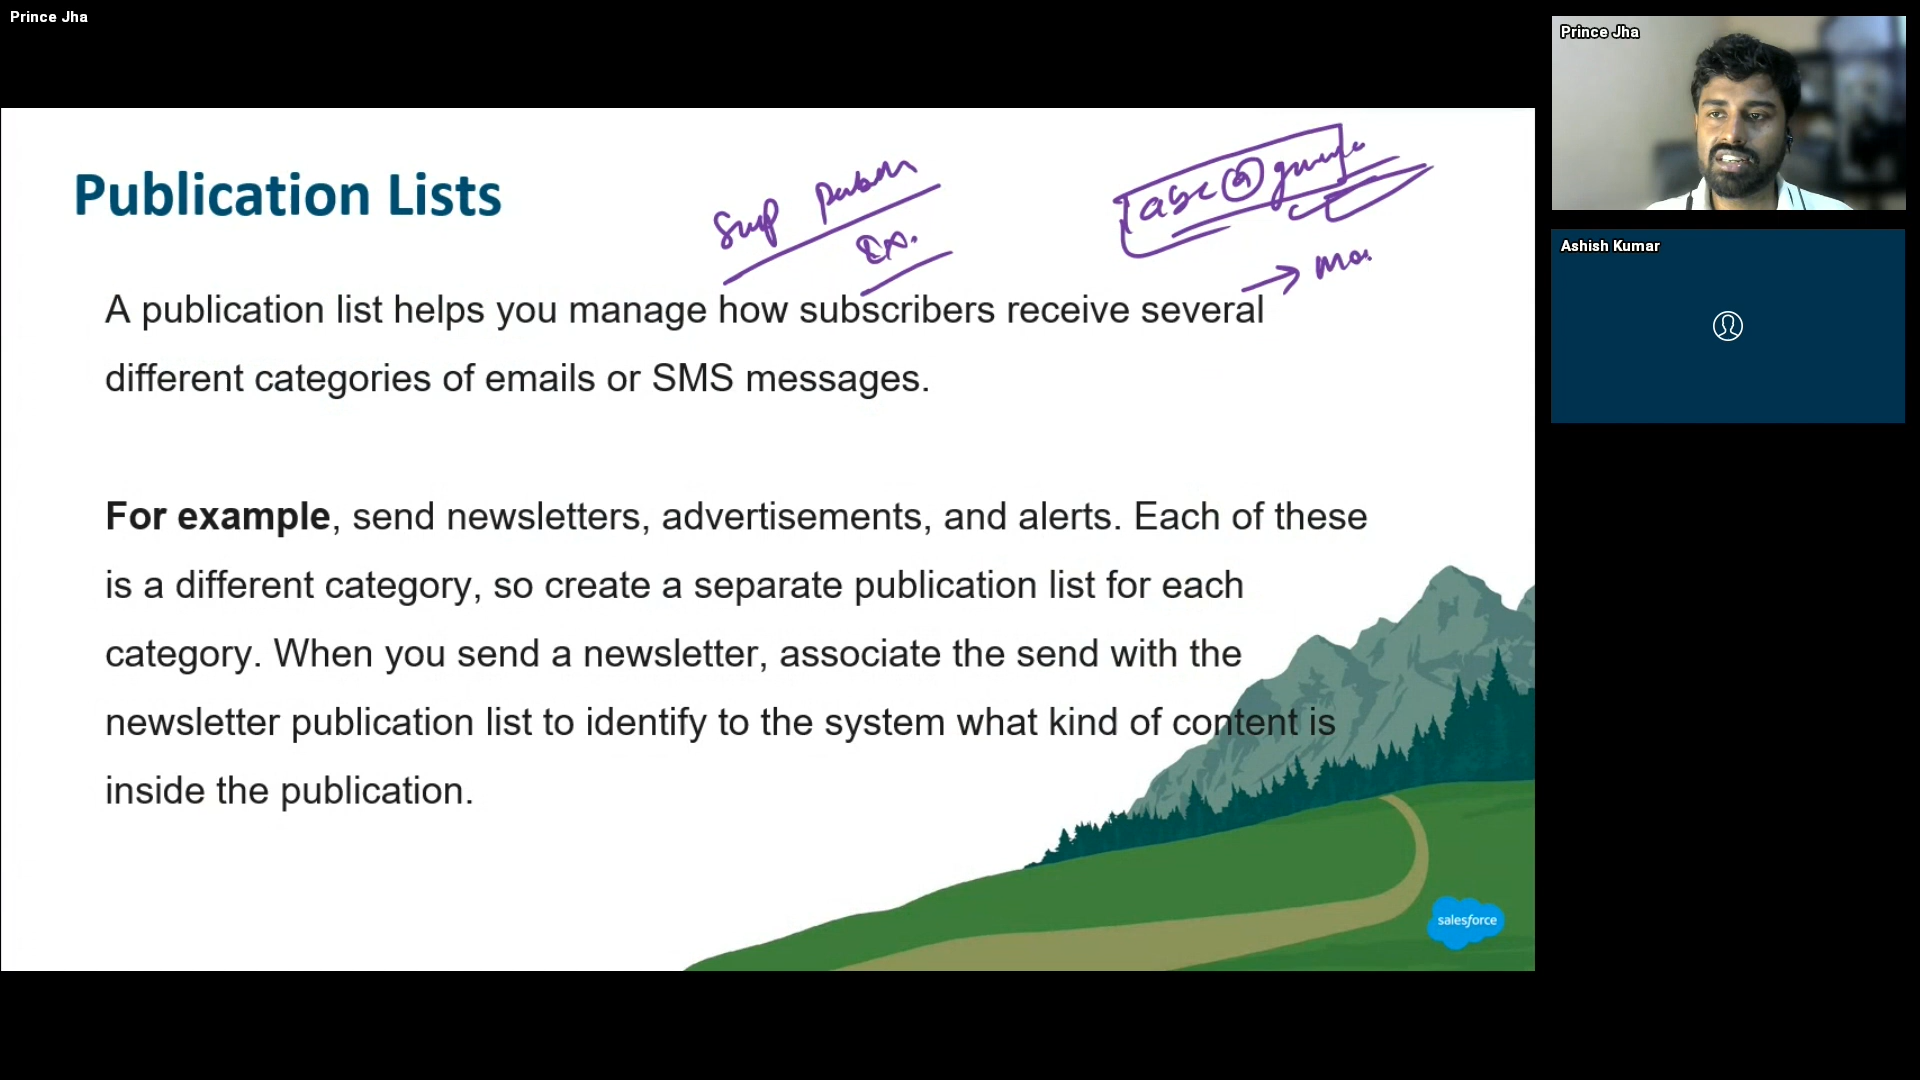 Prince Jha
Prince Jha
Ashish Kumar
Publication Lists
abc@
A publication list helps you manage how subscribers receive several
different categories of emails or SMS messages.
For example, send newsletters, advertisements, and alerts. Each of these
is a different category, so create a separate publication list for each
category. When you send a newsletter, associate the send with the
newsletter publication list to identify to the system what kind of content is
inside the publication.
salesforce